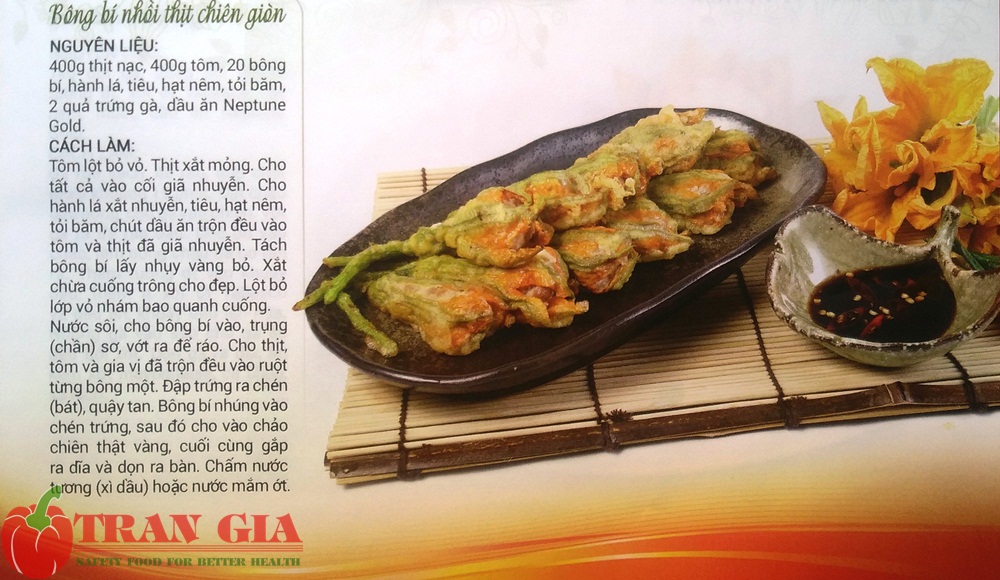 Bông bí nhồi thịt chiên giòn
NGUYÊN LIỆU:
400g thịt nạc, 400g tôm, 20 bông
bí, hành lá, tiêu, hạt nêm, tỏi băm,
2 quả trứng gà, dầu ăn Neptune
Gold.
CÁCH LÀM:
Tôm lột bỏ vỏ. Thịt xắt mỏng. Cho
tất cả vào cối giã nhuyễn. Cho
hành lá xắt nhuyễn, tiêu, hạt nêm,
tỏi băm, chút dầu ăn trộn đều vào
tôm và thịt đã giã nhuyễn. Tách
bông bí lấy nhụy vàng bỏ. Xắt
chừa cuống trông cho đẹp. Lột bỏ
lớp vỏ nhám bao quanh cuống.
Nước sôi, cho bông bí vào, trụng
(chần) sơ, vớt ra để ráo. Cho thịt,
tôm và gia vị đã trộn đều vào ruột
từng bông một. Đập trứng ra chén
(bát), quậy tan. Bông bí nhúng vào
chén trứng, sau đó cho vào chảo
chiên thật vàng, cuối cùng gắp
ra dĩa và dọn ra bàn. Chấm nước
tương (xì dầu) hoặc nước mắm ớt.
TRAN GIA
SAFETY FOOD FOR BETTER HEALTH